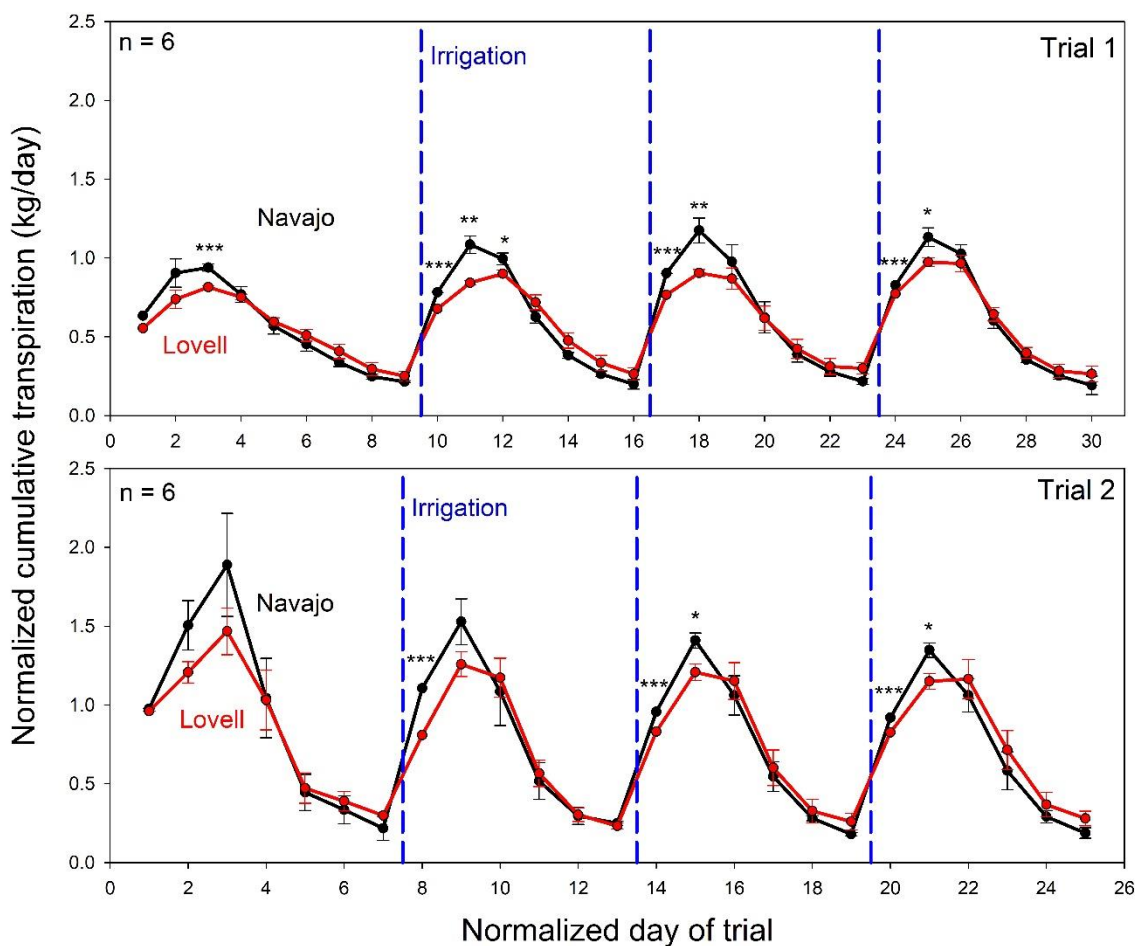 Normalized cumulative transpiration (kg/day)
n = 6
Irrigation
Trial 1
Navajo
Lovell
***
***
**
*
***
**
***
*
2.5
2.0
1.5
1.0
0.5
0.0
0 2 4 6 8 10 12 14 16 18 20 22 24 26 28 30
n = 6
Irrigation
Trial 2
Navajo
Lovell
***
***
*
***
*
2.5
2.0
1.5
1.0
0.5
0.0
0 2 4 6 8 10 12 14 16 18 20 22 24 26
Normalized day of trial